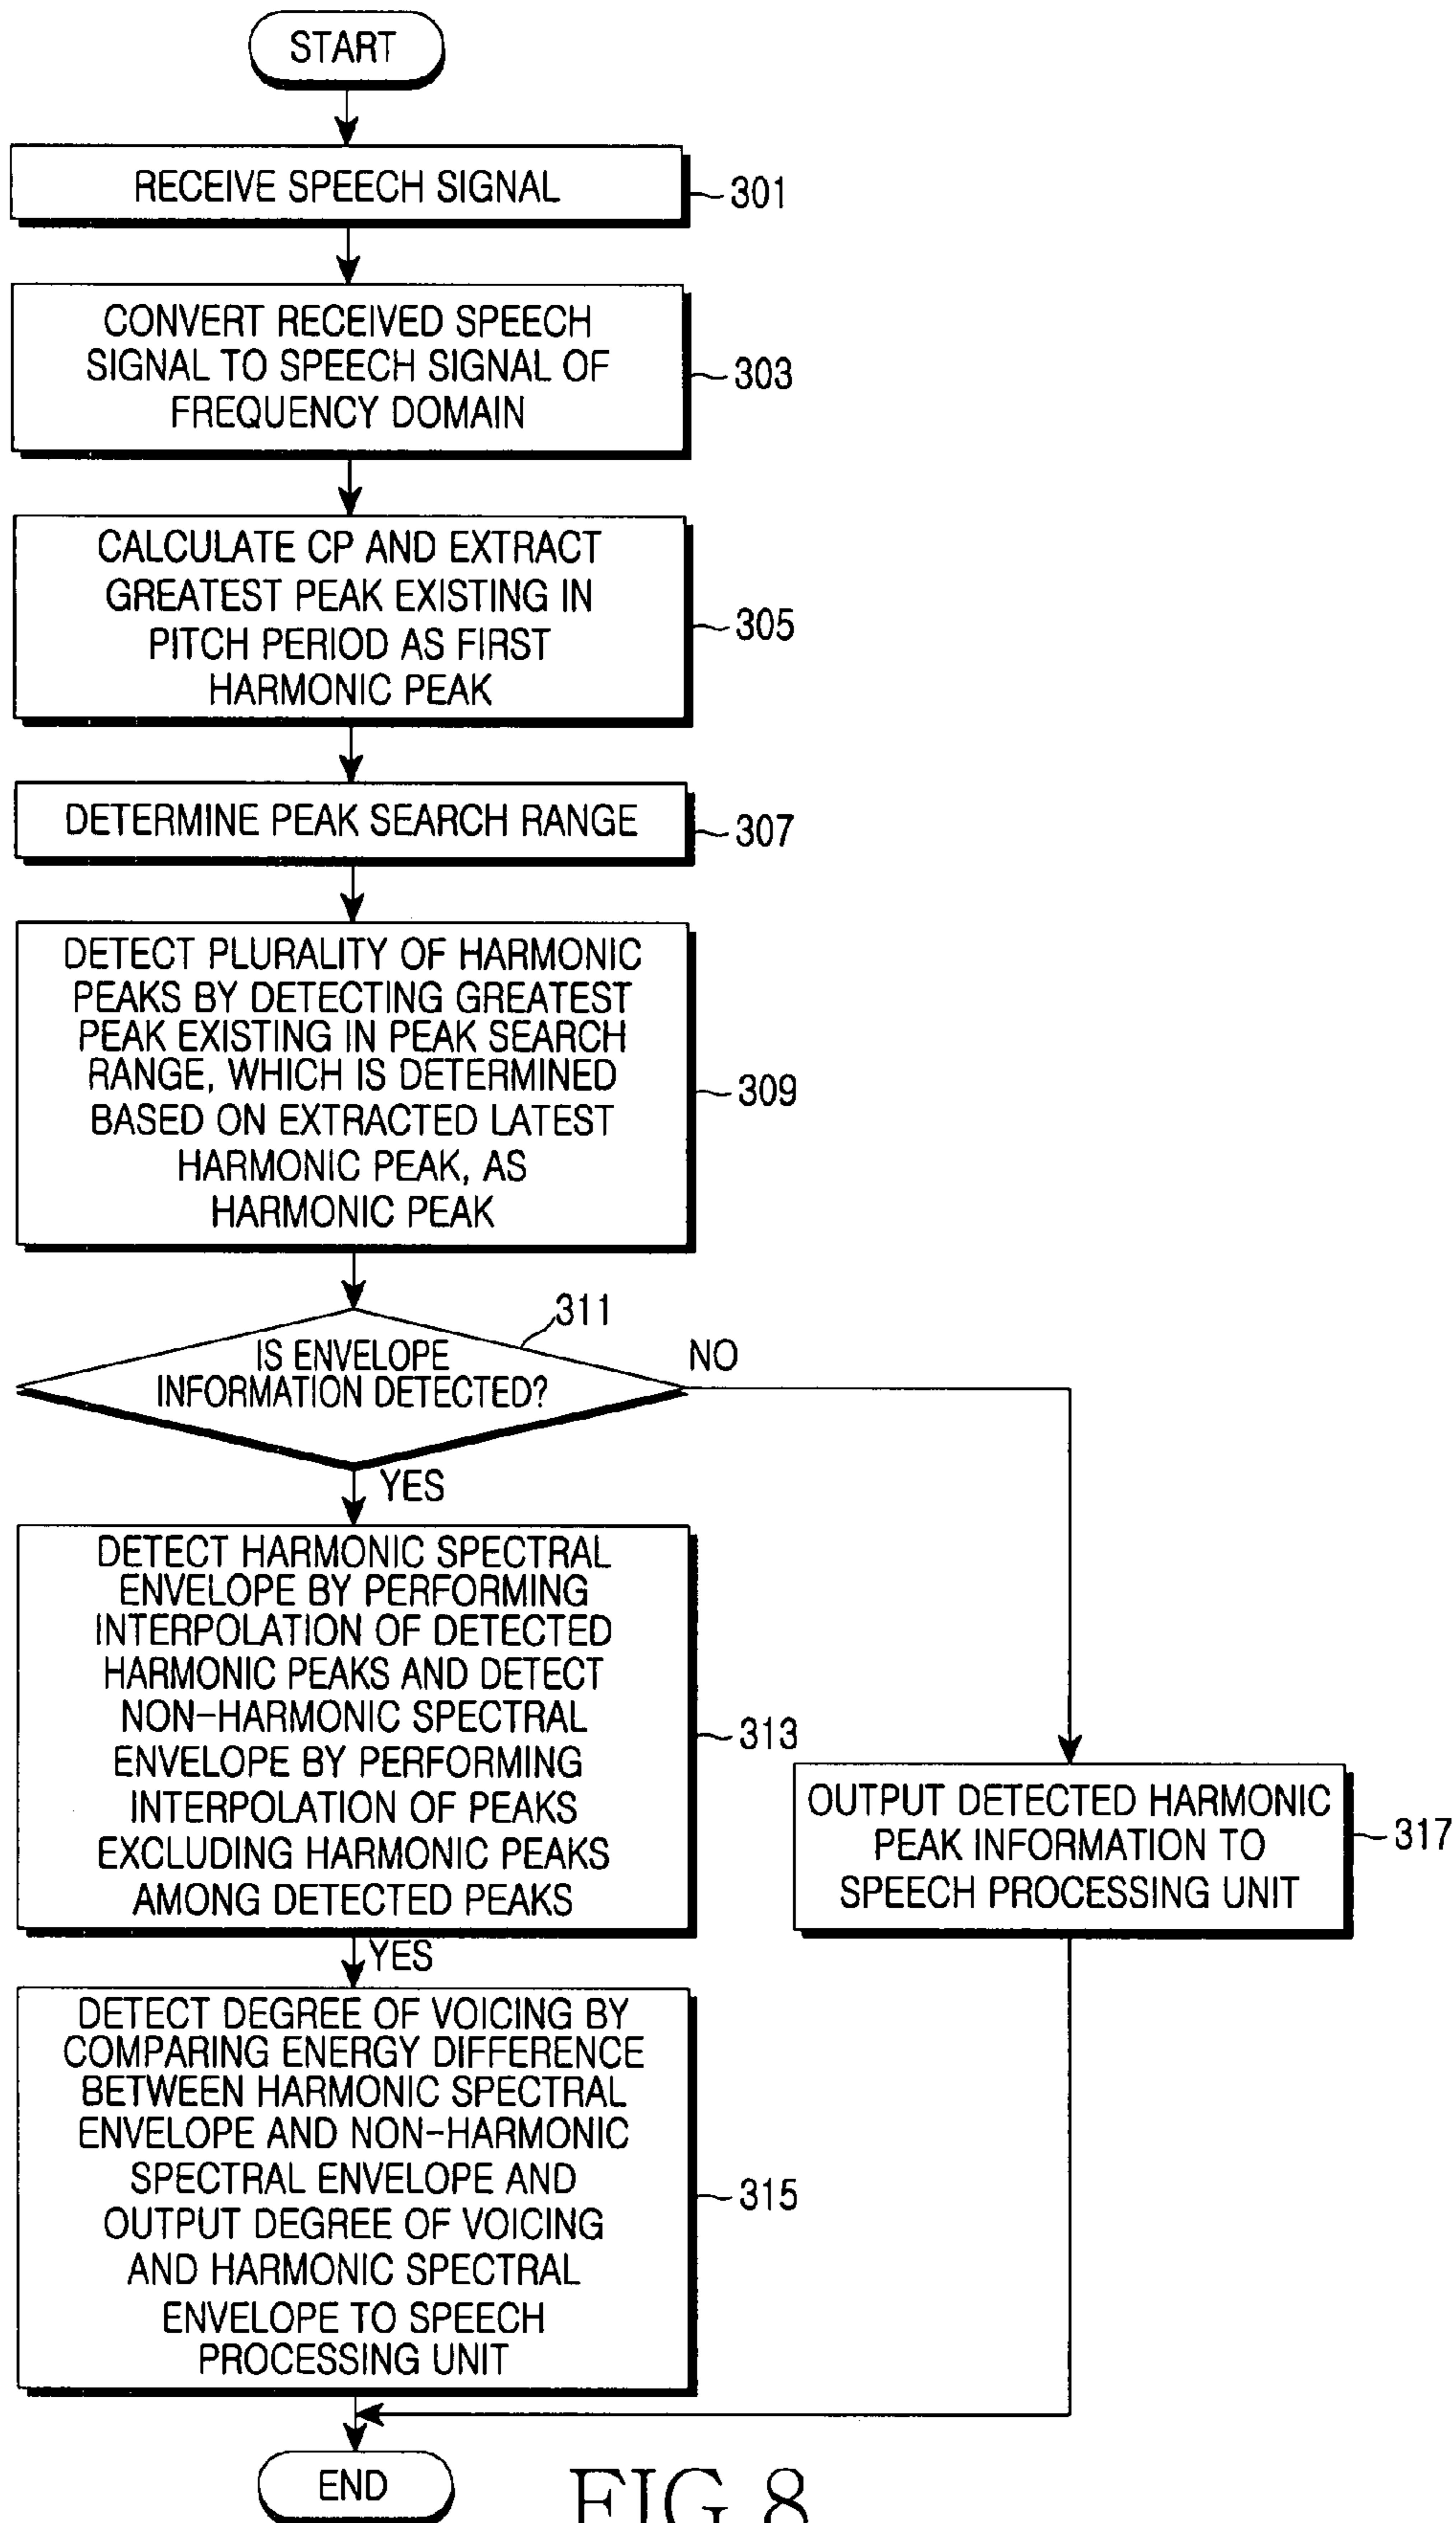 START
RECEIVE SPEECH SIGNAL
301
CONVERT RECEIVED SPEECH
SIGNAL TO SPEECH SIGNAL OF
FREQUENCY DOMAIN
303
CALCULATE CP AND EXTRACT
GREATEST PEAK EXISTING IN
PITCH PERIOD AS FIRST
HARMONIC PEAK
305
DETERMINE PEAK SEARCH RANGE
307
DETECT PLURALITY OF HARMONIC
PEAKS BY DETECTING GREATEST
PEAK EXISTING IN PEAK SEARCH
RANGE, WHICH IS DETERMINED
BASED ON EXTRACTED LATEST
HARMONIC PEAK, AS
HARMONIC PEAK
309
311
IS ENVELOPE
INFORMATION DETECTED?
NO
YES
DETECT HARMONIC SPECTRAL
ENVELOPE BY PERFORMING
INTERPOLATION OF DETECTED
HARMONIC PEAKS AND DETECT
NON-HARMONIC SPECTRAL
ENVELOPE BY PERFORMING
INTERPOLATION OF PEAKS
EXCLUDING HARMONIC PEAKS
AMONG DETECTED PEAKS
313
OUTPUT DETECTED HARMONIC
PEAK INFORMATION TO
SPEECH PROCESSING UNIT
317
YES
DETECT DEGREE OF VOICING BY
COMPARING ENERGY DIFFERENCE
BETWEEN HARMONIC SPECTRAL
ENVELOPE AND NON-HARMONIC
SPECTRAL ENVELOPE AND
OUTPUT DEGREE OF VOICING
AND HARMONIC SPECTRAL
ENVELOPE TO SPEECH
PROCESSING UNIT
315
END
FIG.8